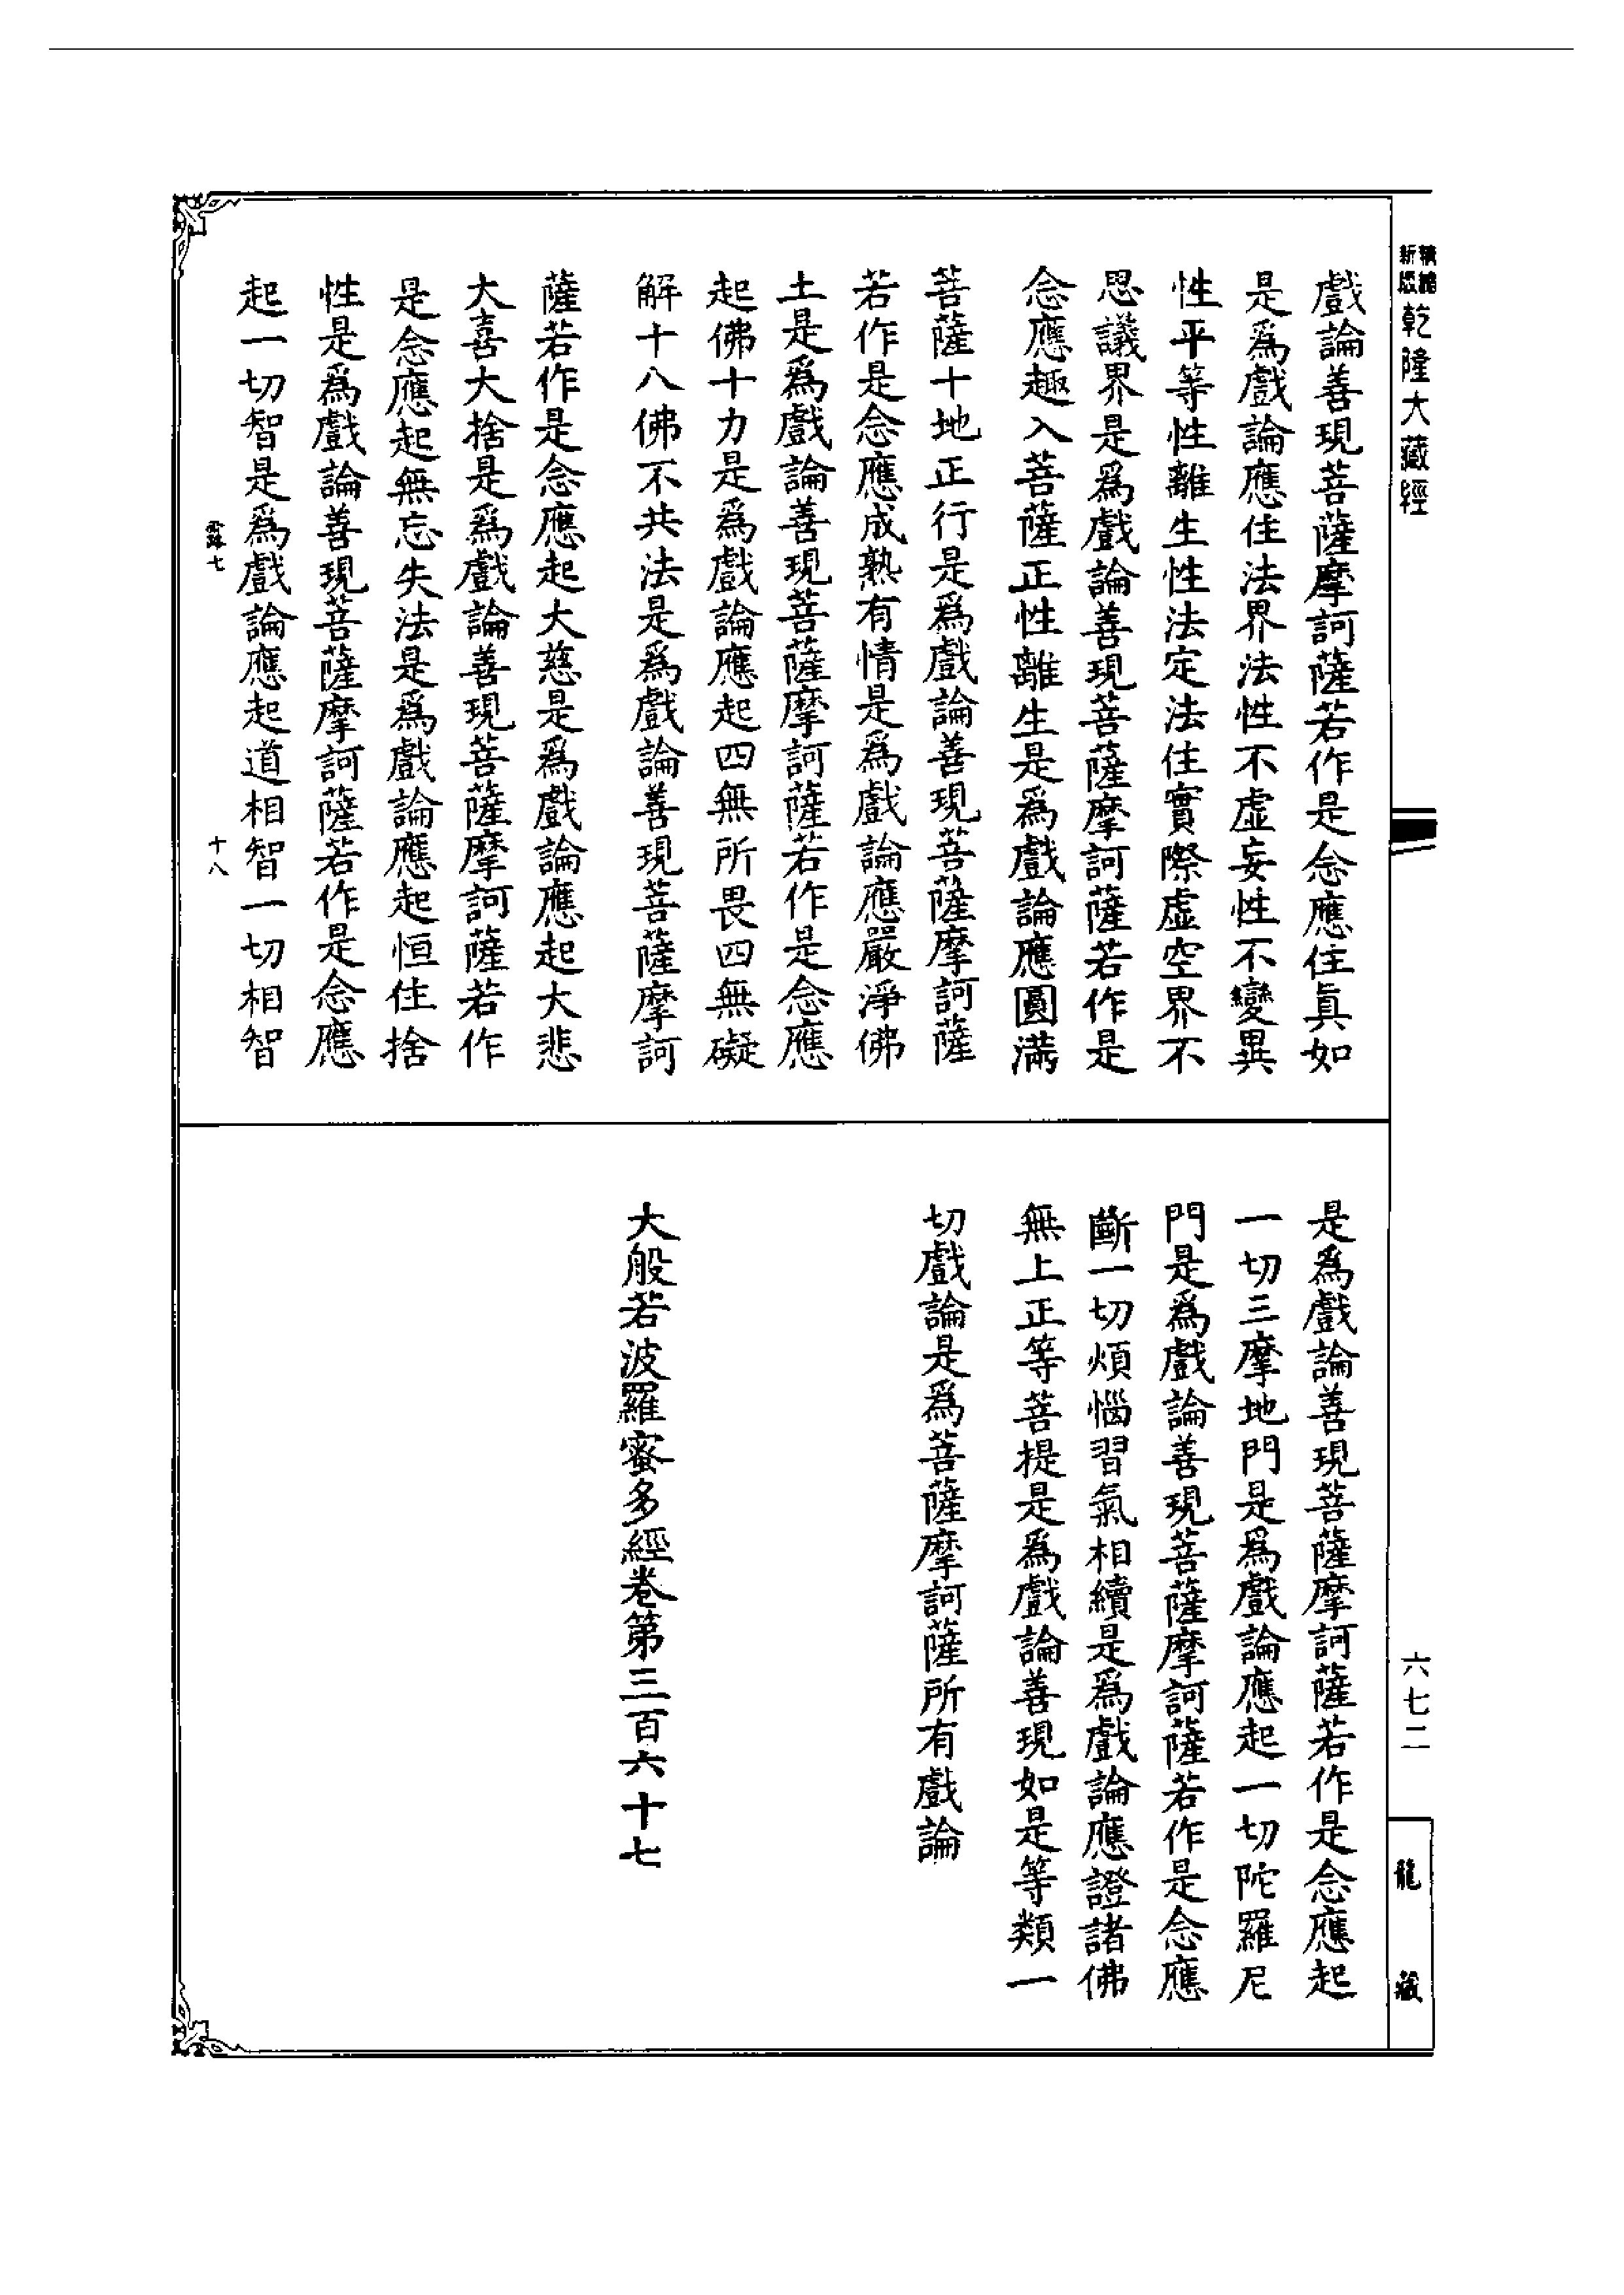 新版精縮乾隆大藏經
戲論善現菩薩摩訶薩若作是念應住眞如
是爲戲論應住法界法性不虛妄性不變異
性平等性離生性法定法住實際虛空界不
思議界是爲戲論善現菩薩摩訶薩若作是
念應趣入菩薩正性離生是爲戲論應圓滿
菩薩十地正行是爲戲論善現菩薩摩訶薩
若作是念應成熟有情是爲戲論應嚴淨佛
土是爲戲論善現菩薩摩訶薩若作是念應
起佛十力是爲戲論應起四無所畏四無礙
解十八佛不共法是爲戲論善現菩薩摩訶
薩若作是念應起大慈是爲戲論應起大悲
大喜大捨是爲戲論善現菩薩摩訶薩若作
是念應起無忘失法是爲戲論應起恒住捨
性是爲戲論善現菩薩摩訶薩若作是念應
起一切智是爲戲論應起道相智一切相智
七 十八
是爲戲論善現菩薩摩訶薩若作是念應起
一切三摩地門是爲戲論應起一切陀羅尼
門是爲戲論善現菩薩摩訶薩若作是念應
斷一切煩惱習氣相續是爲戲論應證諸佛
無上正等菩提是爲戲論善現如是等類一
切戲論是爲菩薩摩訶薩所有戲論
大般若波羅蜜多經卷第三百六十七
六七二
龍藏